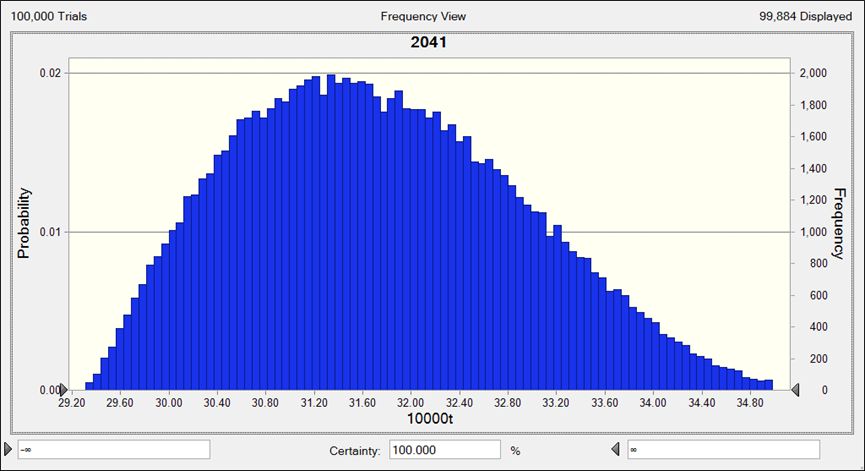 100,000 Trials Frequency View 99,884 Displayed
2041
0.02 2,000
1,800
1,600
1,400
1,200
0.01 1,000
800
600
400
200
0.00 0
Probability
Frequency
29.20 29.60 30.00 30.40 30.80 31.20 31.60 32.00 32.40 32.80 33.20 33.60 34.00 34.40 34.80
10000t
-∞ Certainty: 100.000 % ∞